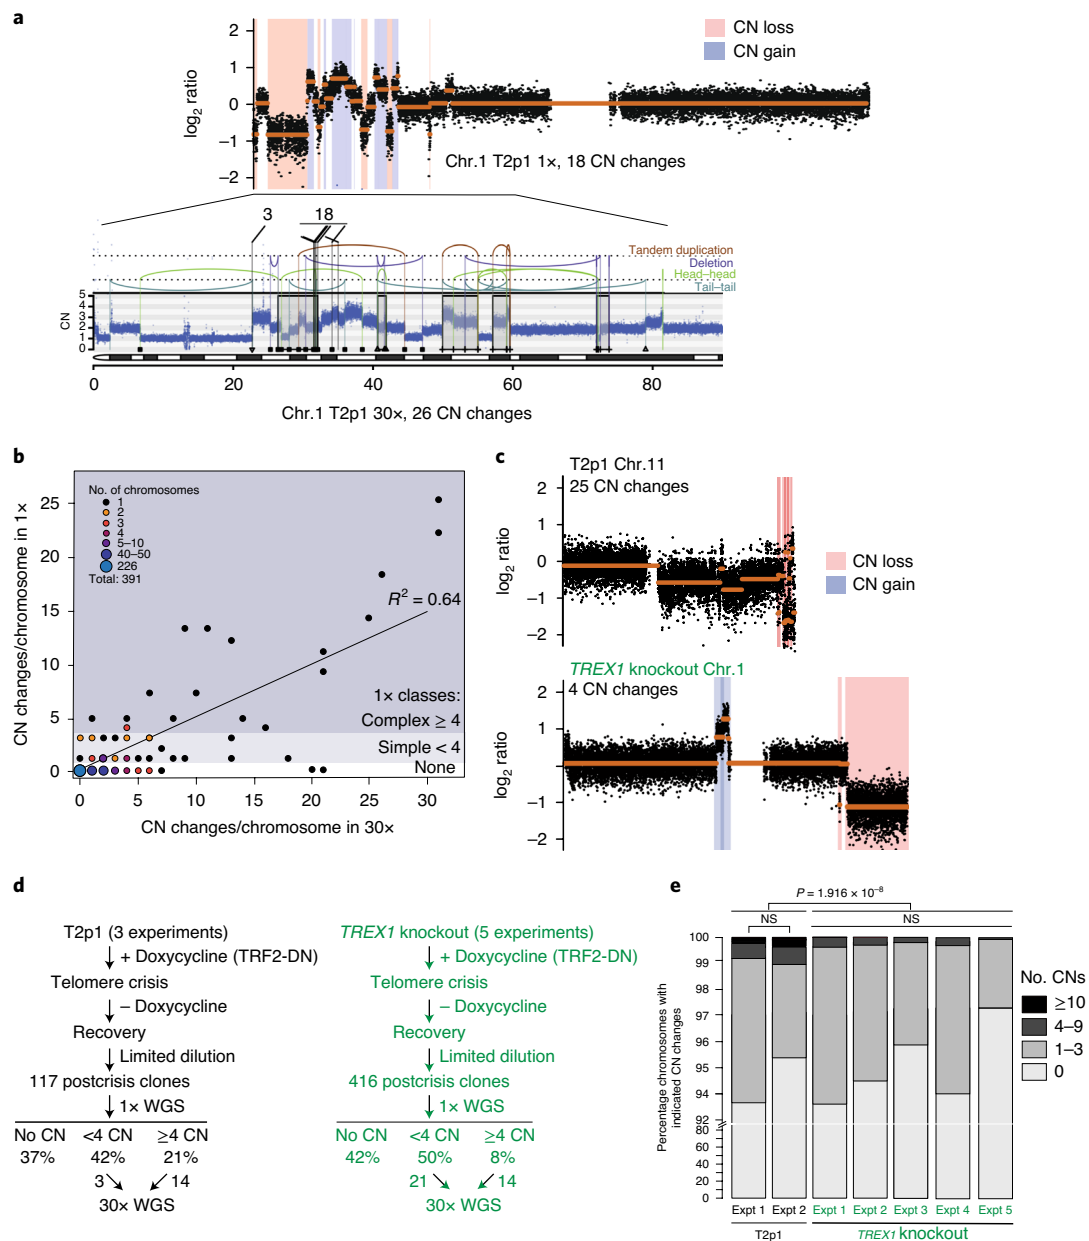 a
2
1
0
−1
−2
log2 ratio
CN loss
CN gain
Chr.1 T2p1 1×, 18 CN changes
3
18
Tandem duplication
Deletion
Head–head
Tail–tail
5
4
3
2
1
0
CN
0
20
40
60
80
Chr.1 T2p1 30×, 26 CN changes
b
CN changes/chromosome in 1×
25
20
15
10
5
0
No. of chromosomes
1
2
3
4
5–10
40–50
226
Total: 391
R2 = 0.64
1× classes:
Complex ≥ 4
Simple < 4
None
0
5
10
15
20
25
30
CN changes/chromosome in 30×
c
T2p1 Chr.11
25 CN changes
2
1
0
−1
−2
log2 ratio
CN loss
CN gain
TREX1 knockout Chr.1
4 CN changes
2
1
0
−1
−2
log2 ratio
d
T2p1 (3 experiments)
+ Doxycycline (TRF2-DN)
Telomere crisis
− Doxycycline
Recovery
Limited dilution
117 postcrisis clones
1× WGS
No CN <4 CN ≥4 CN
37% 42% 21%
3 14
30× WGS
TREX1 knockout (5 experiments)
+ Doxycycline (TRF2-DN)
Telomere crisis
− Doxycycline
Recovery
Limited dilution
416 postcrisis clones
1× WGS
No CN <4 CN ≥4 CN
42% 50% 8%
21 14
30× WGS
e
P = 1.916 × 10−8
NS
NS
Percentage chromosomes with
indicated CN changes
100
99
98
97
96
95
94
92
80
60
40
20
0
No. CNs
≥10
4–9
1–3
0
Expt 1 Expt 2 Expt 1 Expt 2 Expt 3 Expt 4 Expt 5
T2p1
TREX1 knockout